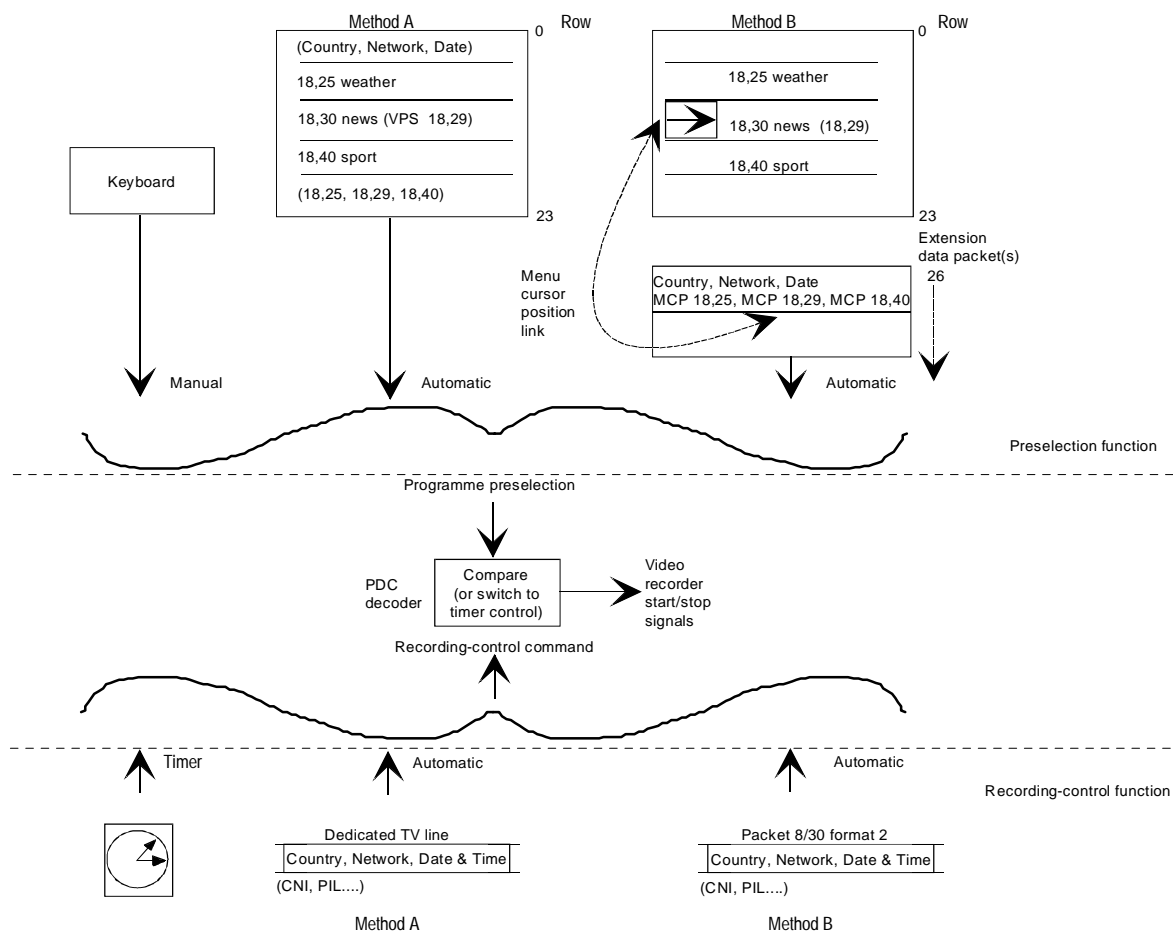 Method A
0 Row
(Country, Network, Date)
18,25 weather
18,30 news (VPS 18,29)
18,40 sport
(18,25, 18,29, 18,40)
23
Method B
0 Row
18,25 weather
18,30 news (18,29)
18,40 sport
23
Keyboard
Menu
cursor
position
link
Extension
data packet(s)
26
Country, Network, Date
MCP 18,25, MCP 18,29, MCP 18,40
Manual
Automatic
Automatic
Preselection function
Programme preselection
PDC
decoder
Compare
(or switch to
timer control)
Video
recorder
start/stop
signals
Recording-control command
Timer
Automatic
Automatic
Recording-control function
Dedicated TV line
Country, Network, Date & Time
(CNI, PIL....)
Method A
Packet 8/30 format 2
Country, Network, Date & Time
(CNI, PIL....)
Method B